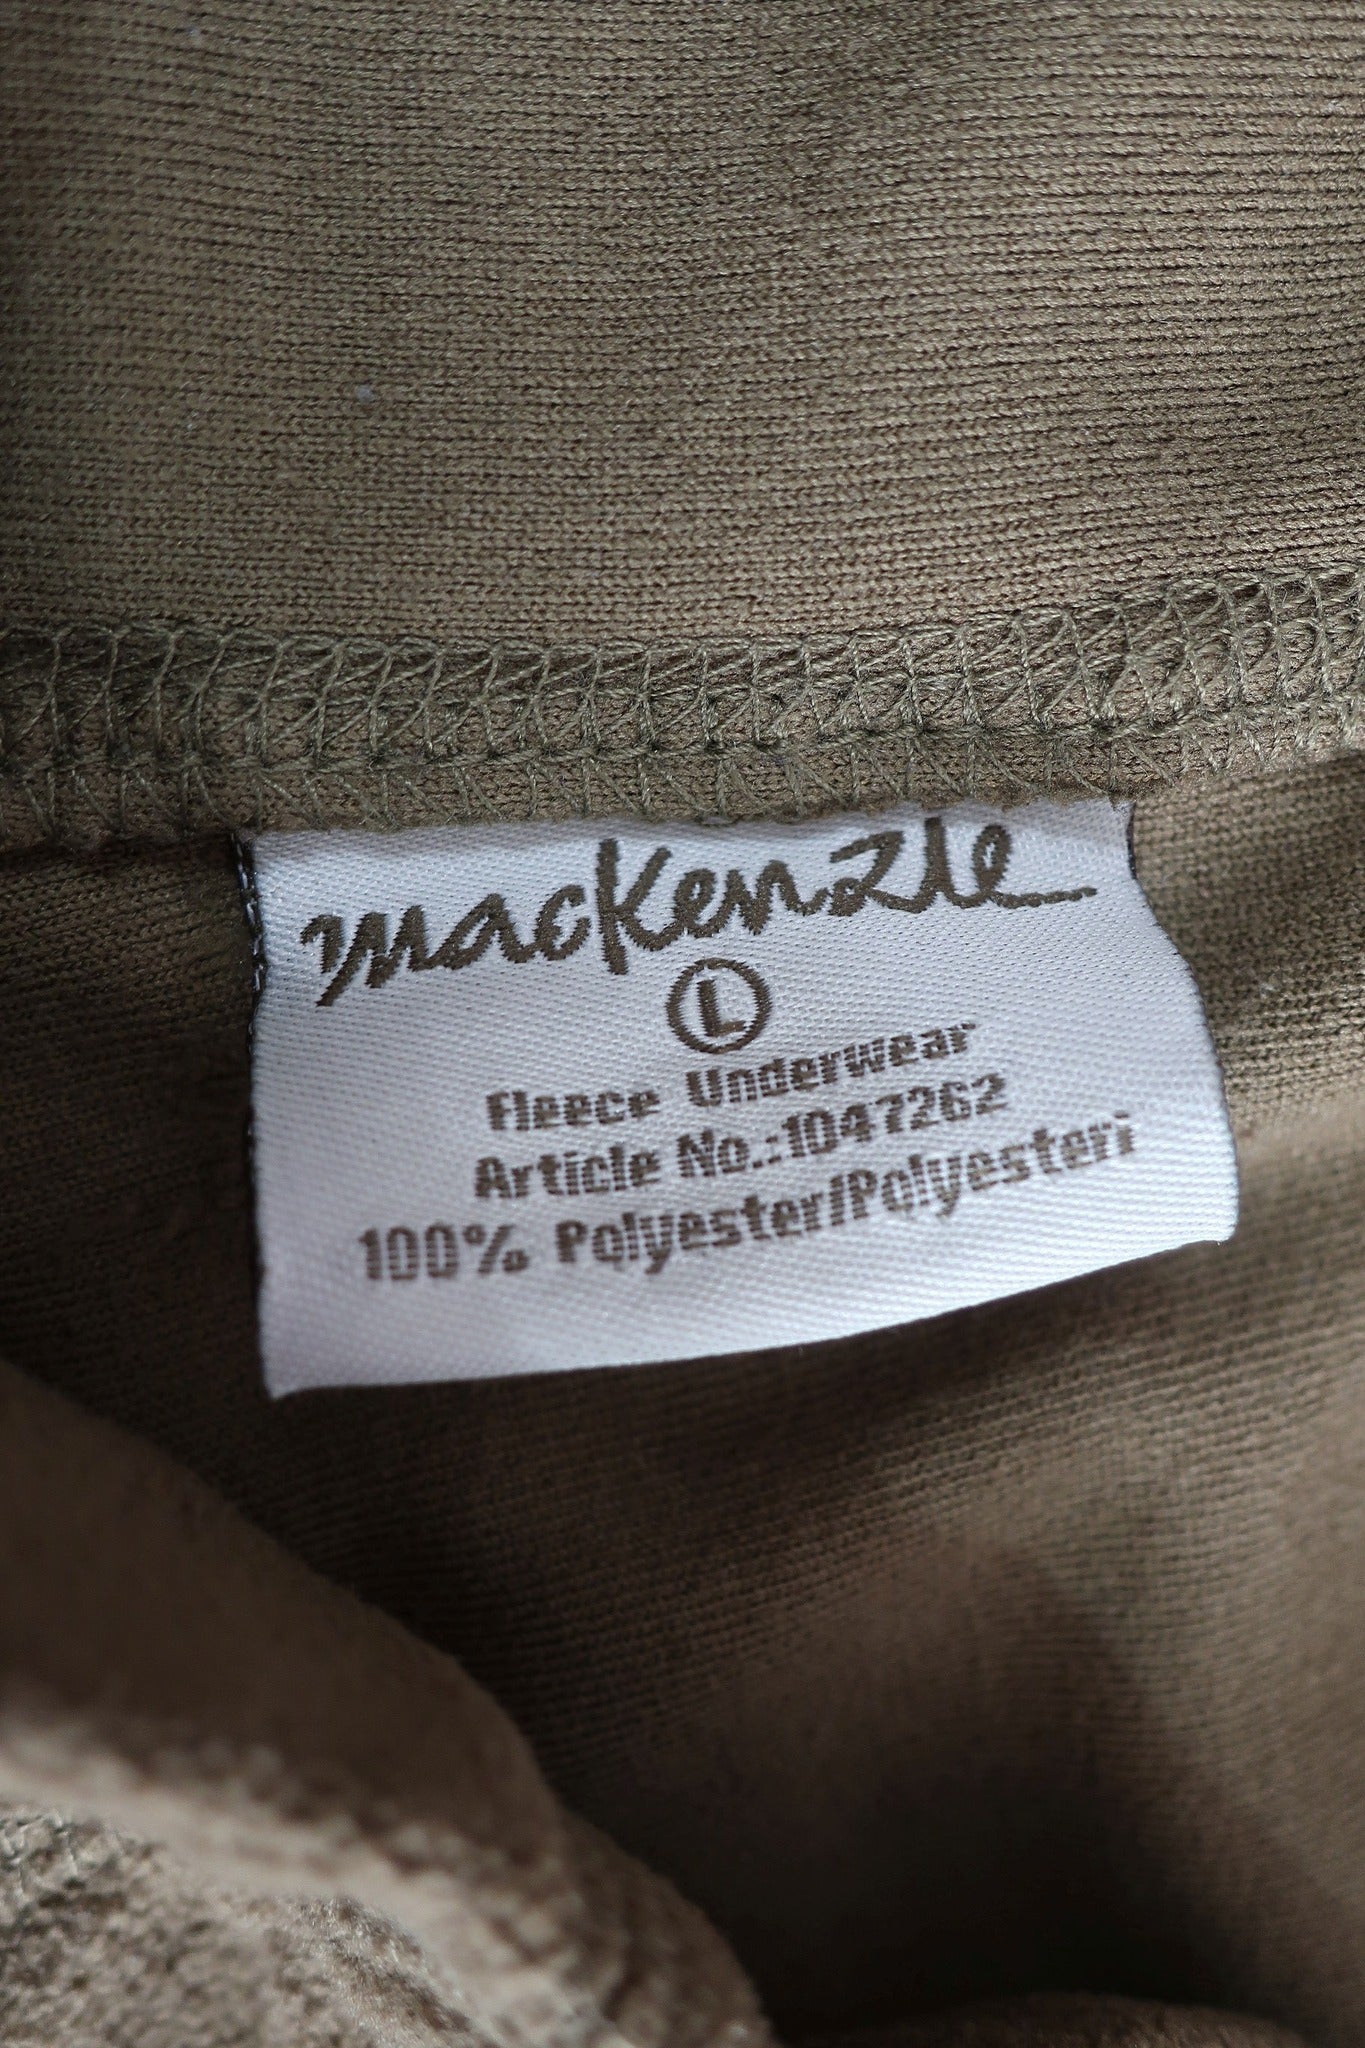 mackenzie
L
Fleece Underwear
Article No.:1047262
100% Polyester/Polyesteri